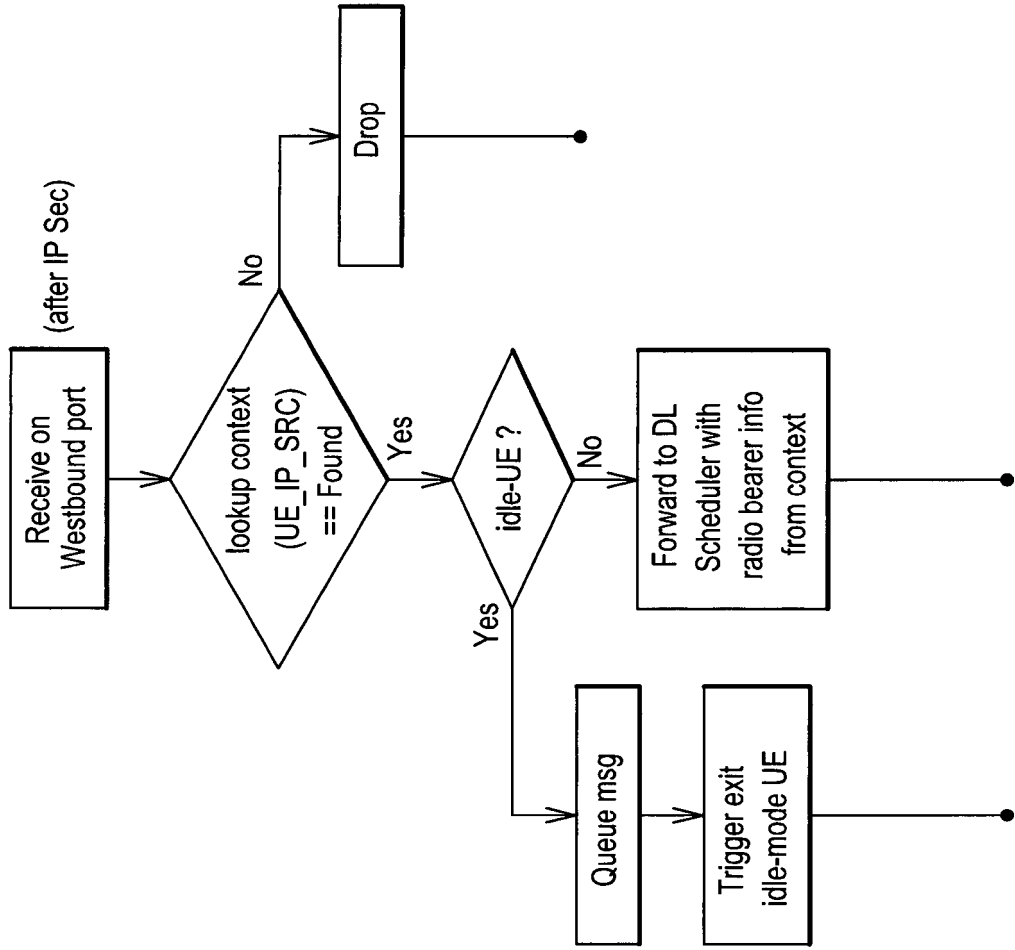 Receive on
Westbound port
(after IP Sec)
lookup context
(UE_IP_SRC)
== Found
No
Drop
Yes
idle-UE ?
Yes
No
Queue msg
Trigger exit
idle-mode UE
Forward to DL
Scheduler with
radio bearer info
from context